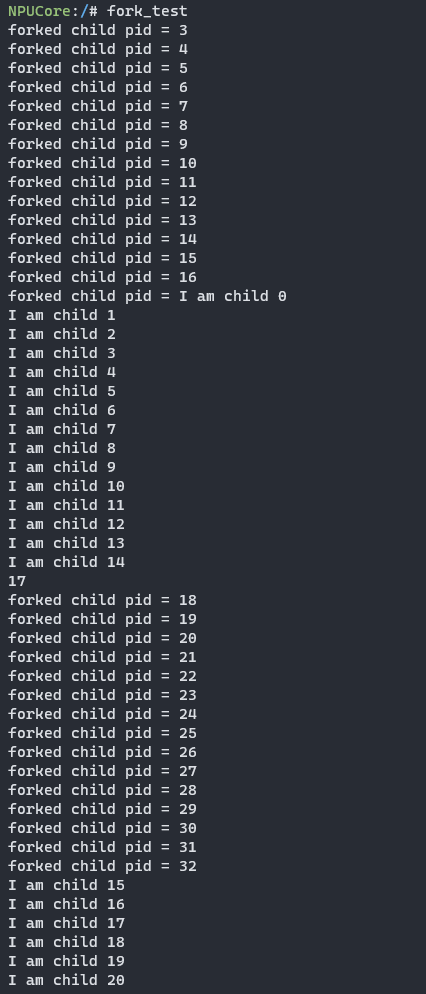 NPUCore:/# fork_test
forked child pid = 3
forked child pid = 4
forked child pid = 5
forked child pid = 6
forked child pid = 7
forked child pid = 8
forked child pid = 9
forked child pid = 10
forked child pid = 11
forked child pid = 12
forked child pid = 13
forked child pid = 14
forked child pid = 15
forked child pid = 16
forked child pid = I am child 0
I am child 1
I am child 2
I am child 3
I am child 4
I am child 5
I am child 6
I am child 7
I am child 8
I am child 9
I am child 10
I am child 11
I am child 12
I am child 13
I am child 14
17
forked child pid = 18
forked child pid = 19
forked child pid = 20
forked child pid = 21
forked child pid = 22
forked child pid = 23
forked child pid = 24
forked child pid = 25
forked child pid = 26
forked child pid = 27
forked child pid = 28
forked child pid = 29
forked child pid = 30
forked child pid = 31
forked child pid = 32
I am child 15
I am child 16
I am child 17
I am child 18
I am child 19
I am child 20